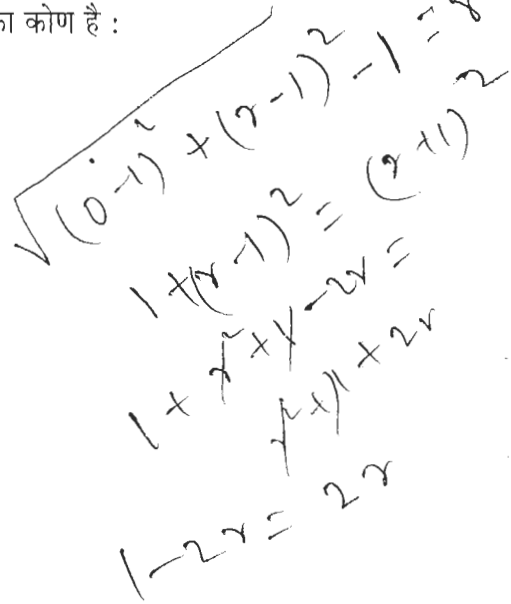 का कोण है :
√(0-1)² + (r-1)² - 1 = r
1 + (r-1)² = (r+1)²
1 + r² + 1 - 2r =
r² + 1 + 2r
1 - 2r = 2r